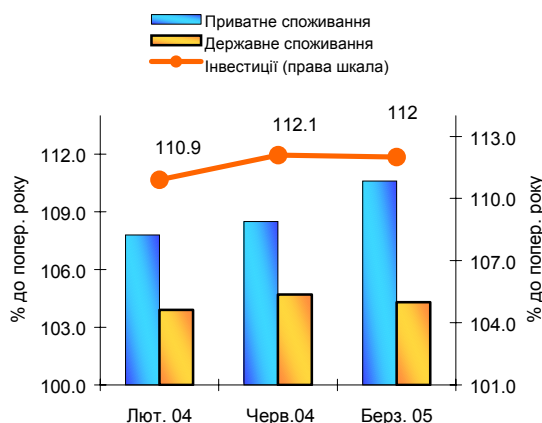 Приватне споживання
Державне споживання
Інвестиції (права шкала)
110.9
112.1
112
112.0
109.0
106.0
103.0
100.0
113.0
110.0
107.0
104.0
101.0
% до попер. року
% до попер. року
Лют. 04
Черв.04
Берз. 05